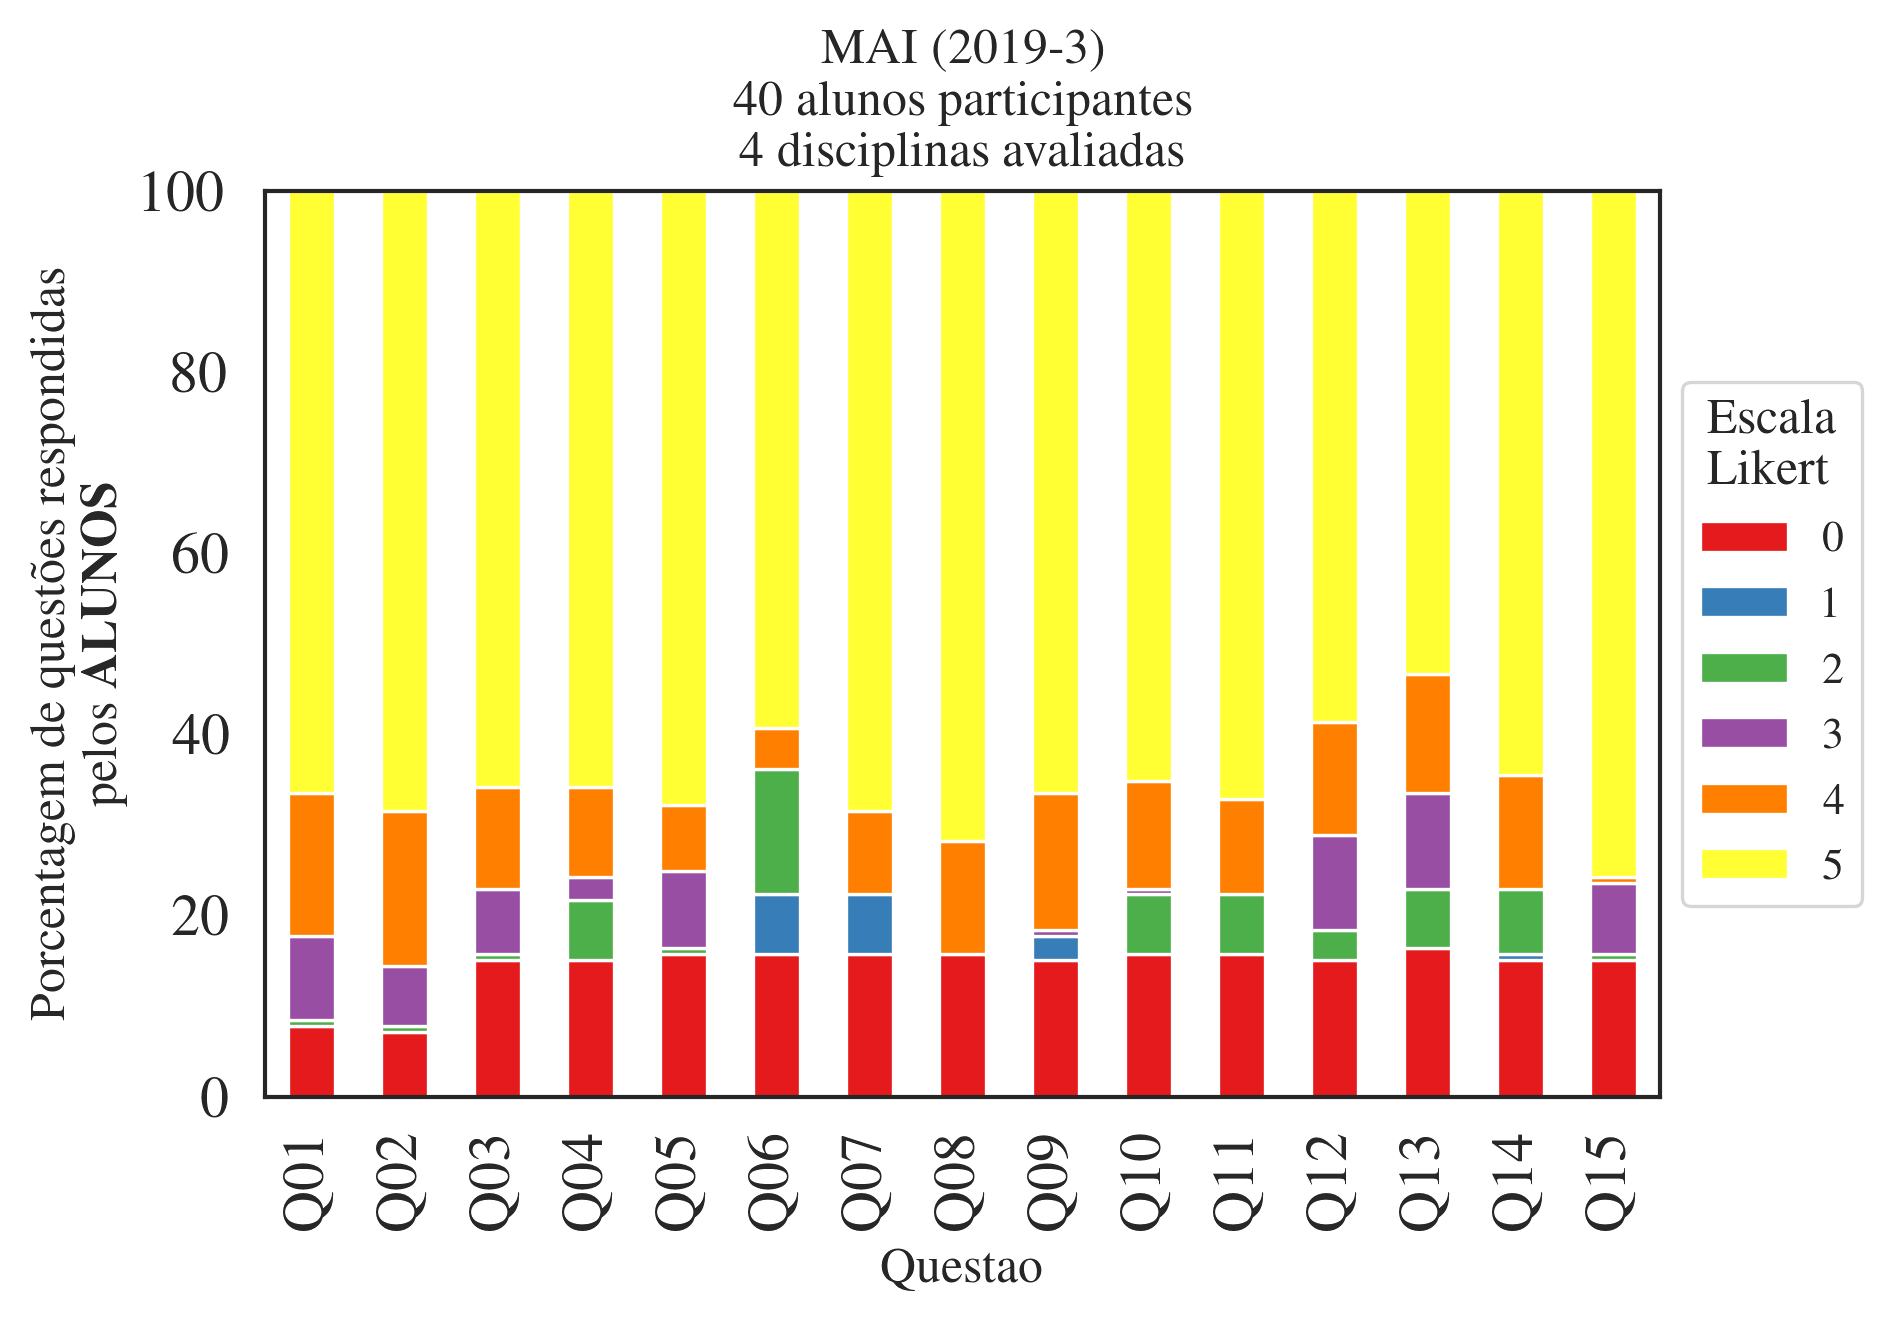 MAI (2019-3)
40 alunos participantes
4 disciplinas avaliadas
Porcentagem de questões respondidas
pelos ALUNOS
100
80
60
40
20
0
Q01
Q02
Q03
Q04
Q05
Q06
Q07
Q08
Q09
Q10
Q11
Q12
Q13
Q14
Q15
Questao
Escala
Likert
0
1
2
3
4
5